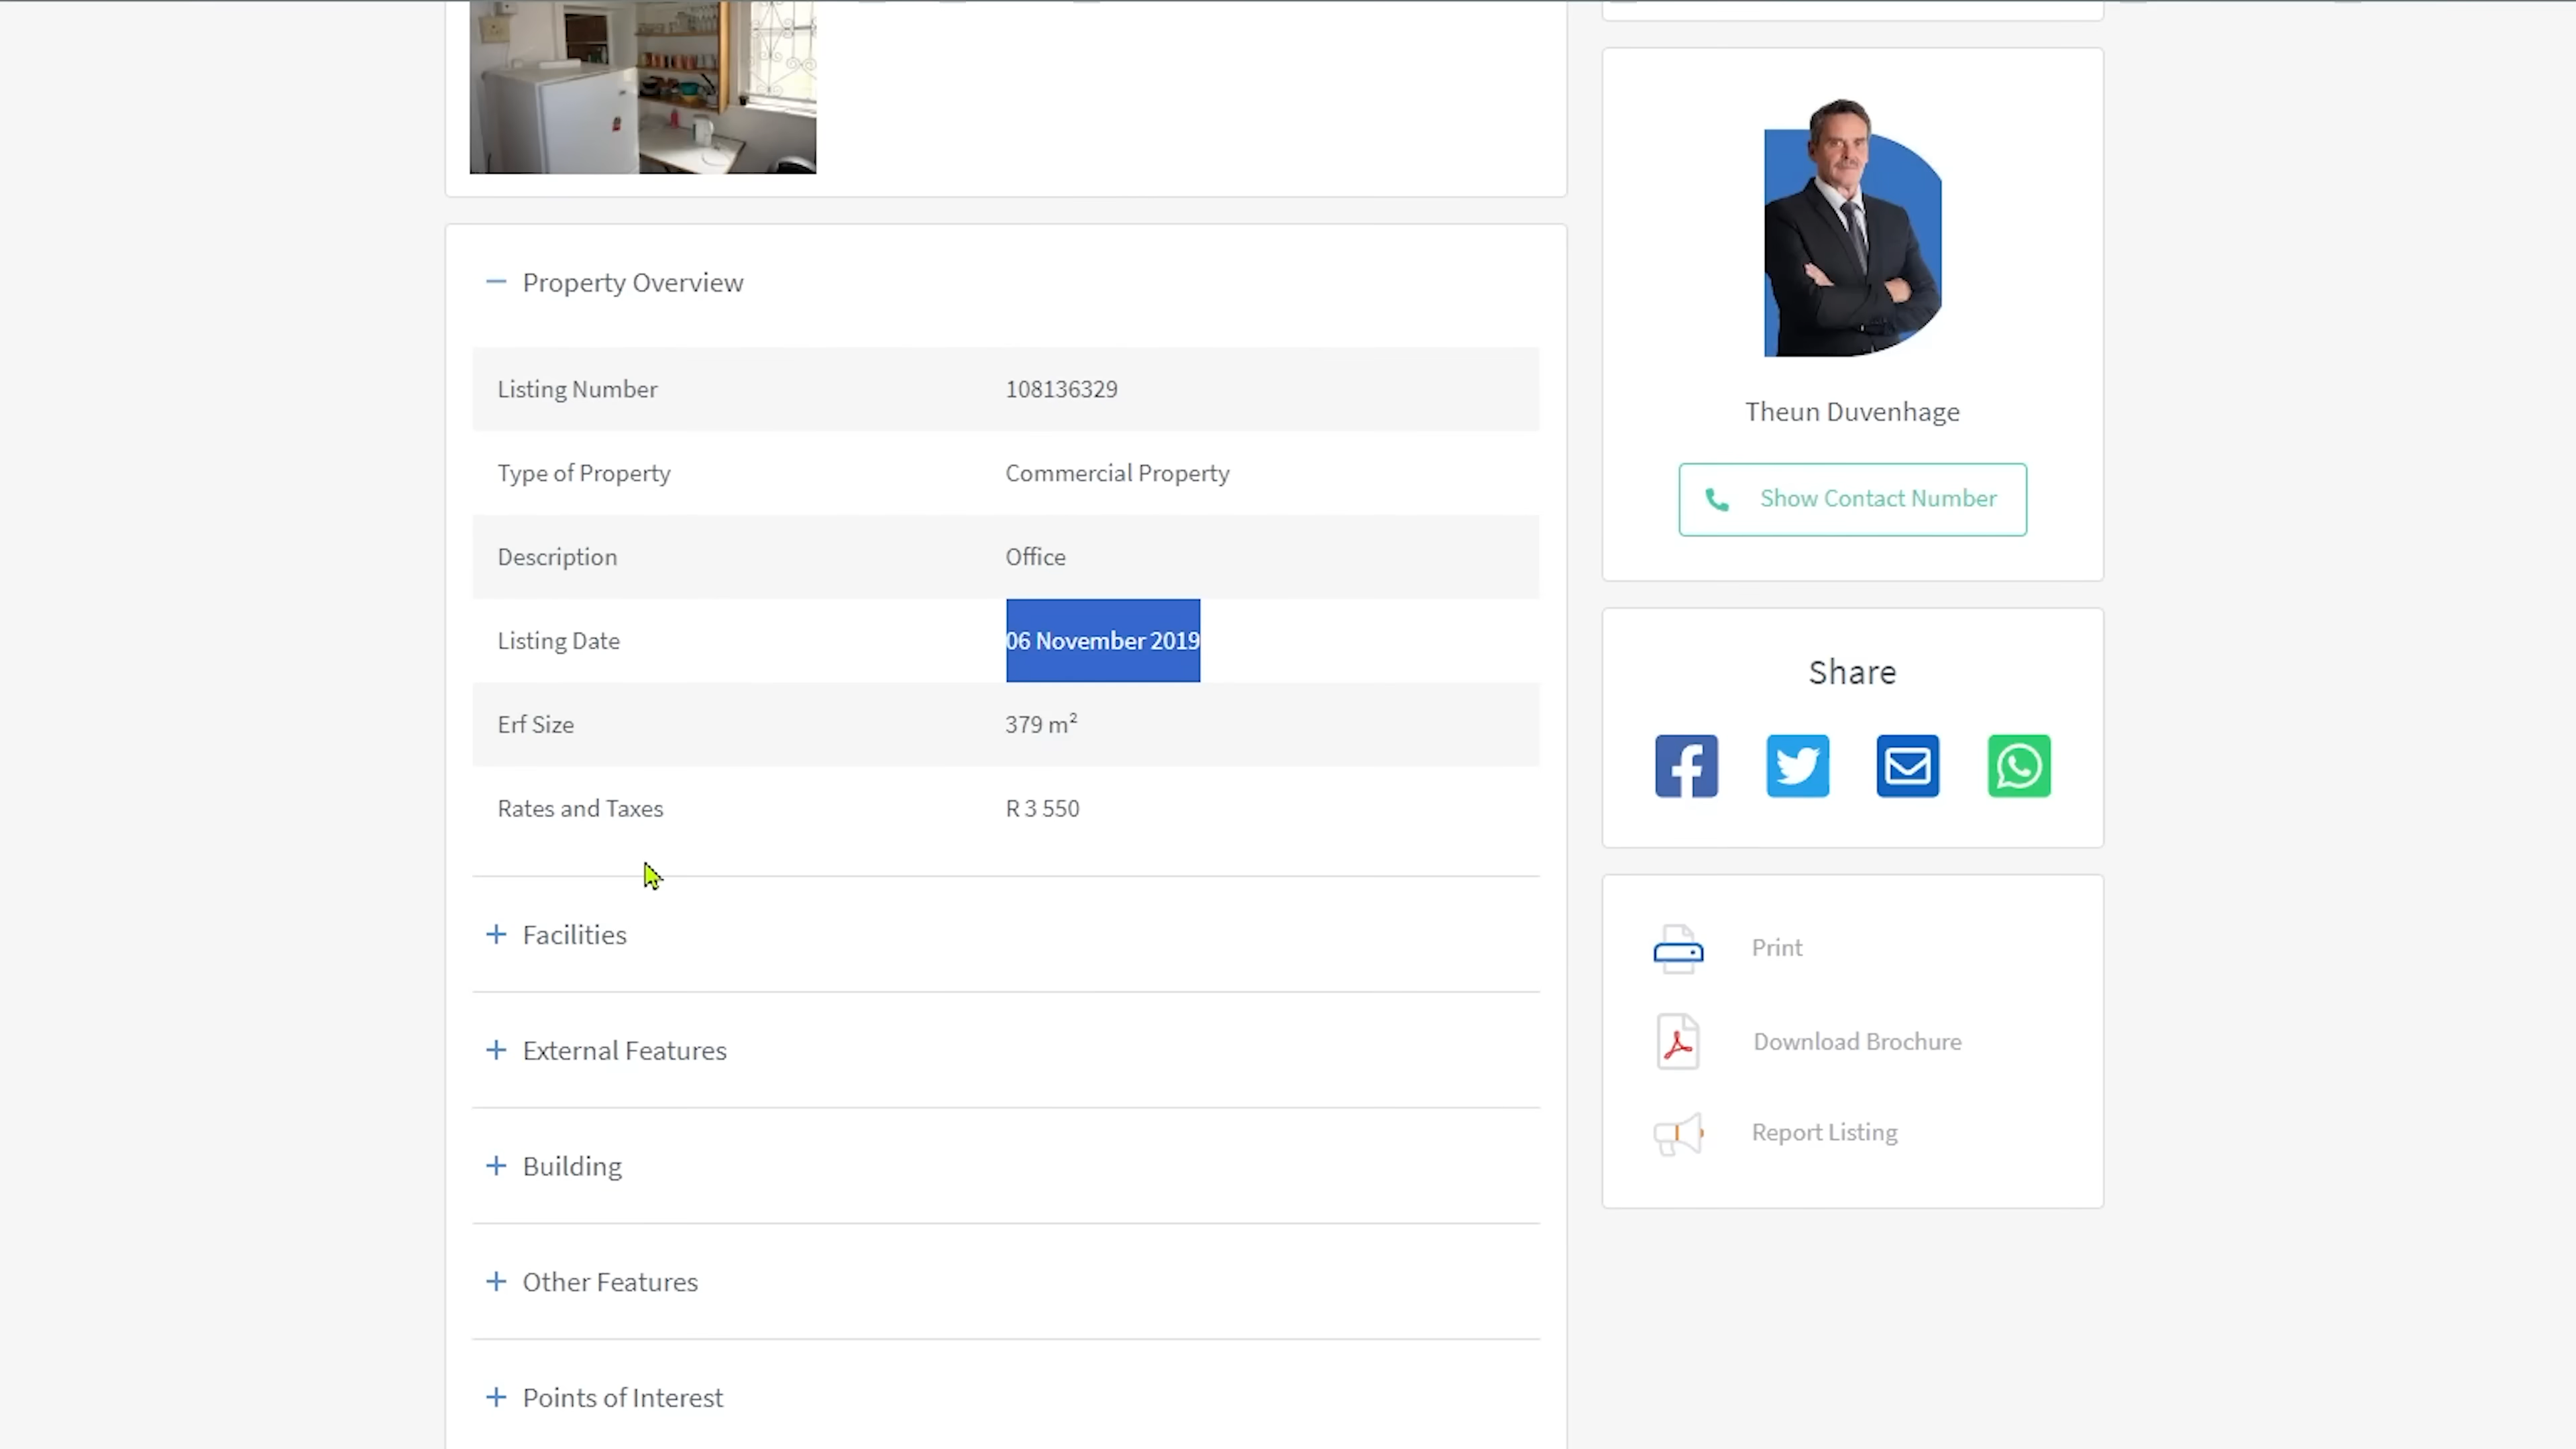 Property Overview
Listing Number 108136329
Type of Property Commercial Property
Description Office
Listing Date 06 November 2019
Erf Size 379 m²
Rates and Taxes R 3 550
Facilities
External Features
Building
Other Features
Points of Interest
Theun Duvenhage
Show Contact Number
Share
Print
Download Brochure
Report Listing